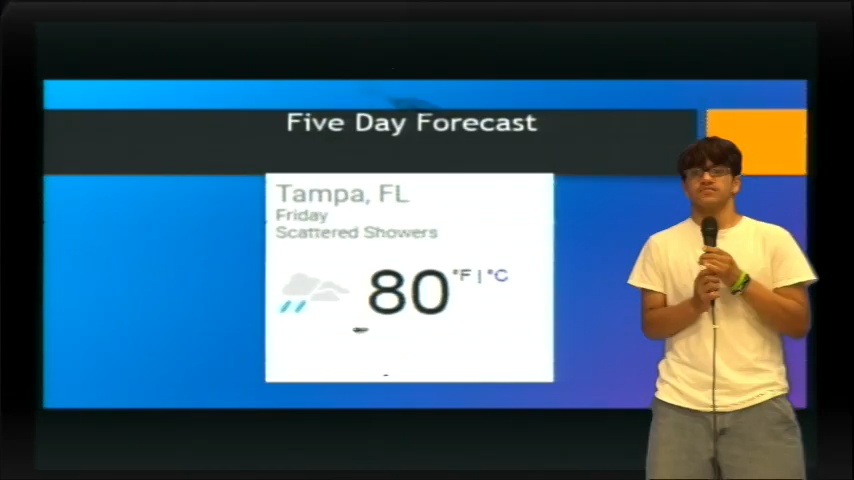 Five Day Forecast
Tampa, FL
Friday
Scattered Showers
80 °F | °C